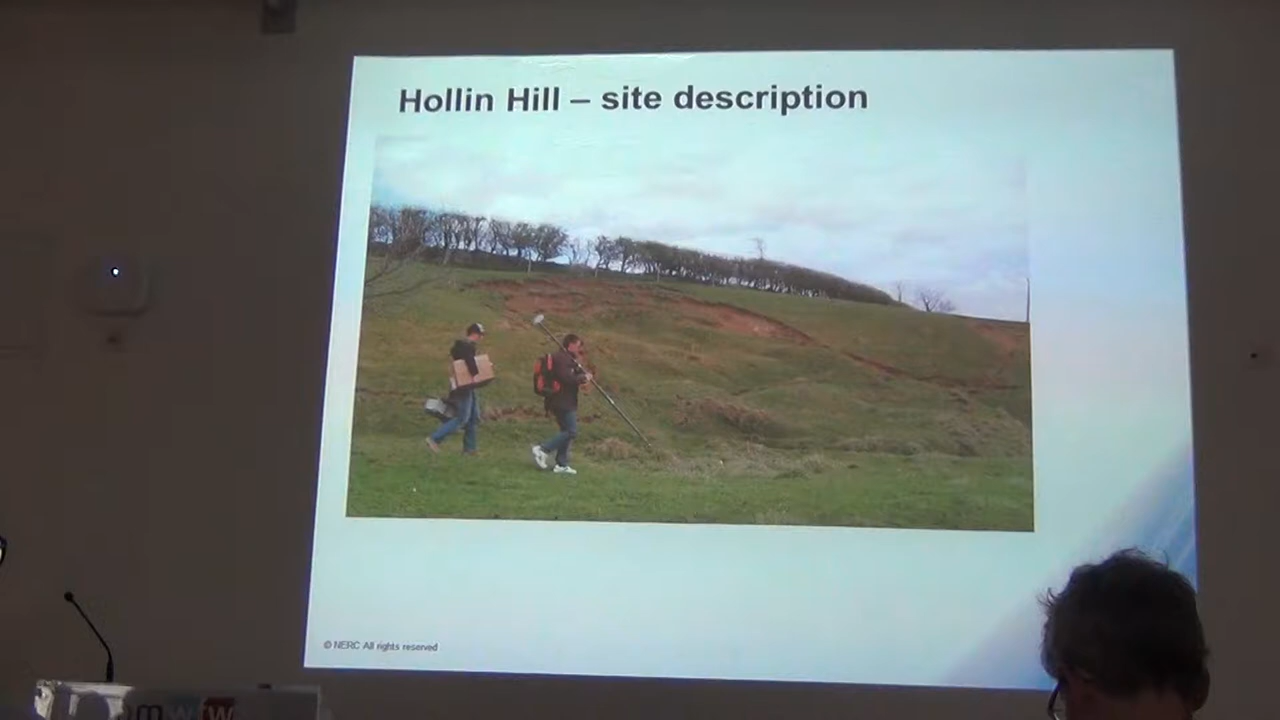 Hollin Hill – site description
© NERC All rights reserved